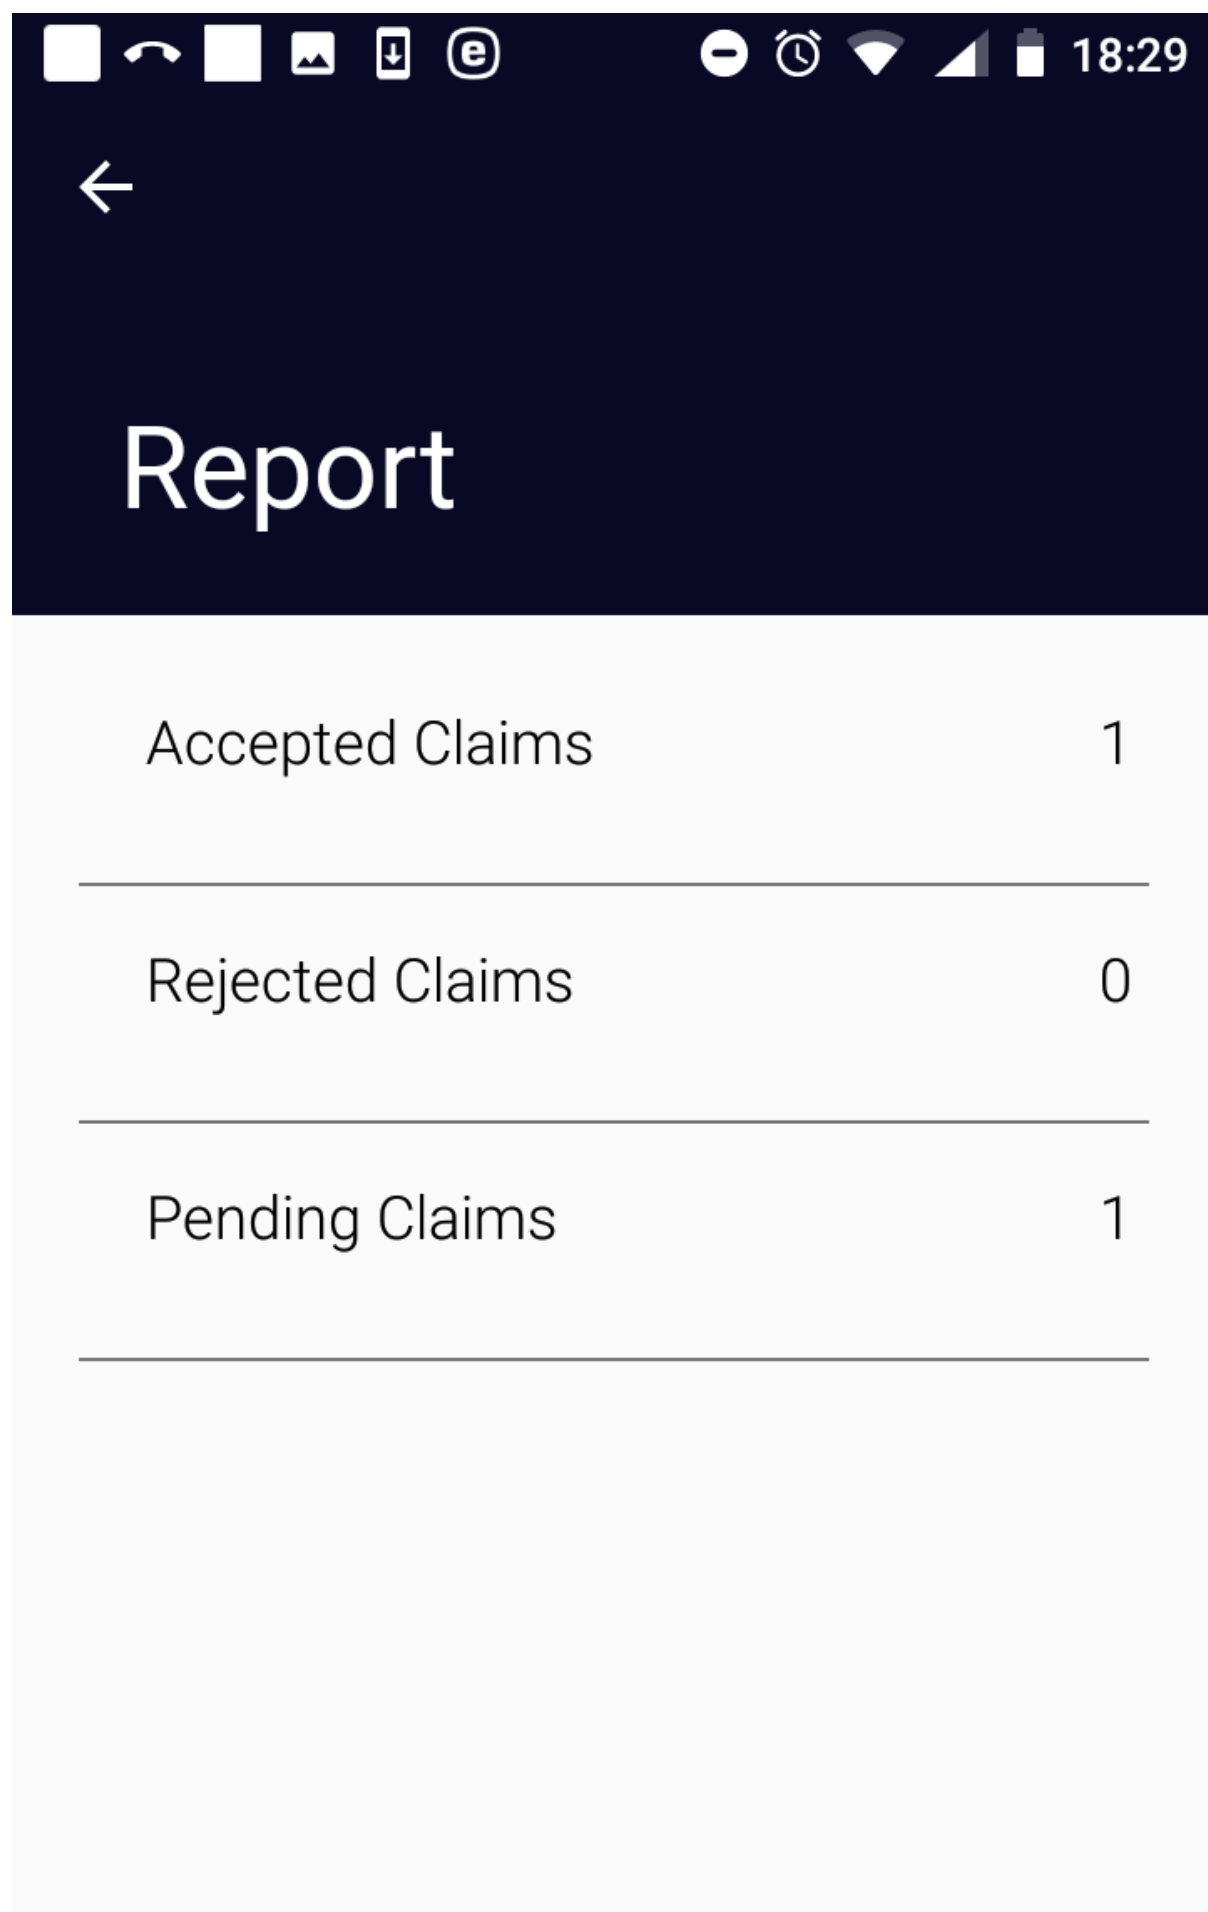 18:29
Report
Accepted Claims 1
Rejected Claims 0
Pending Claims 1